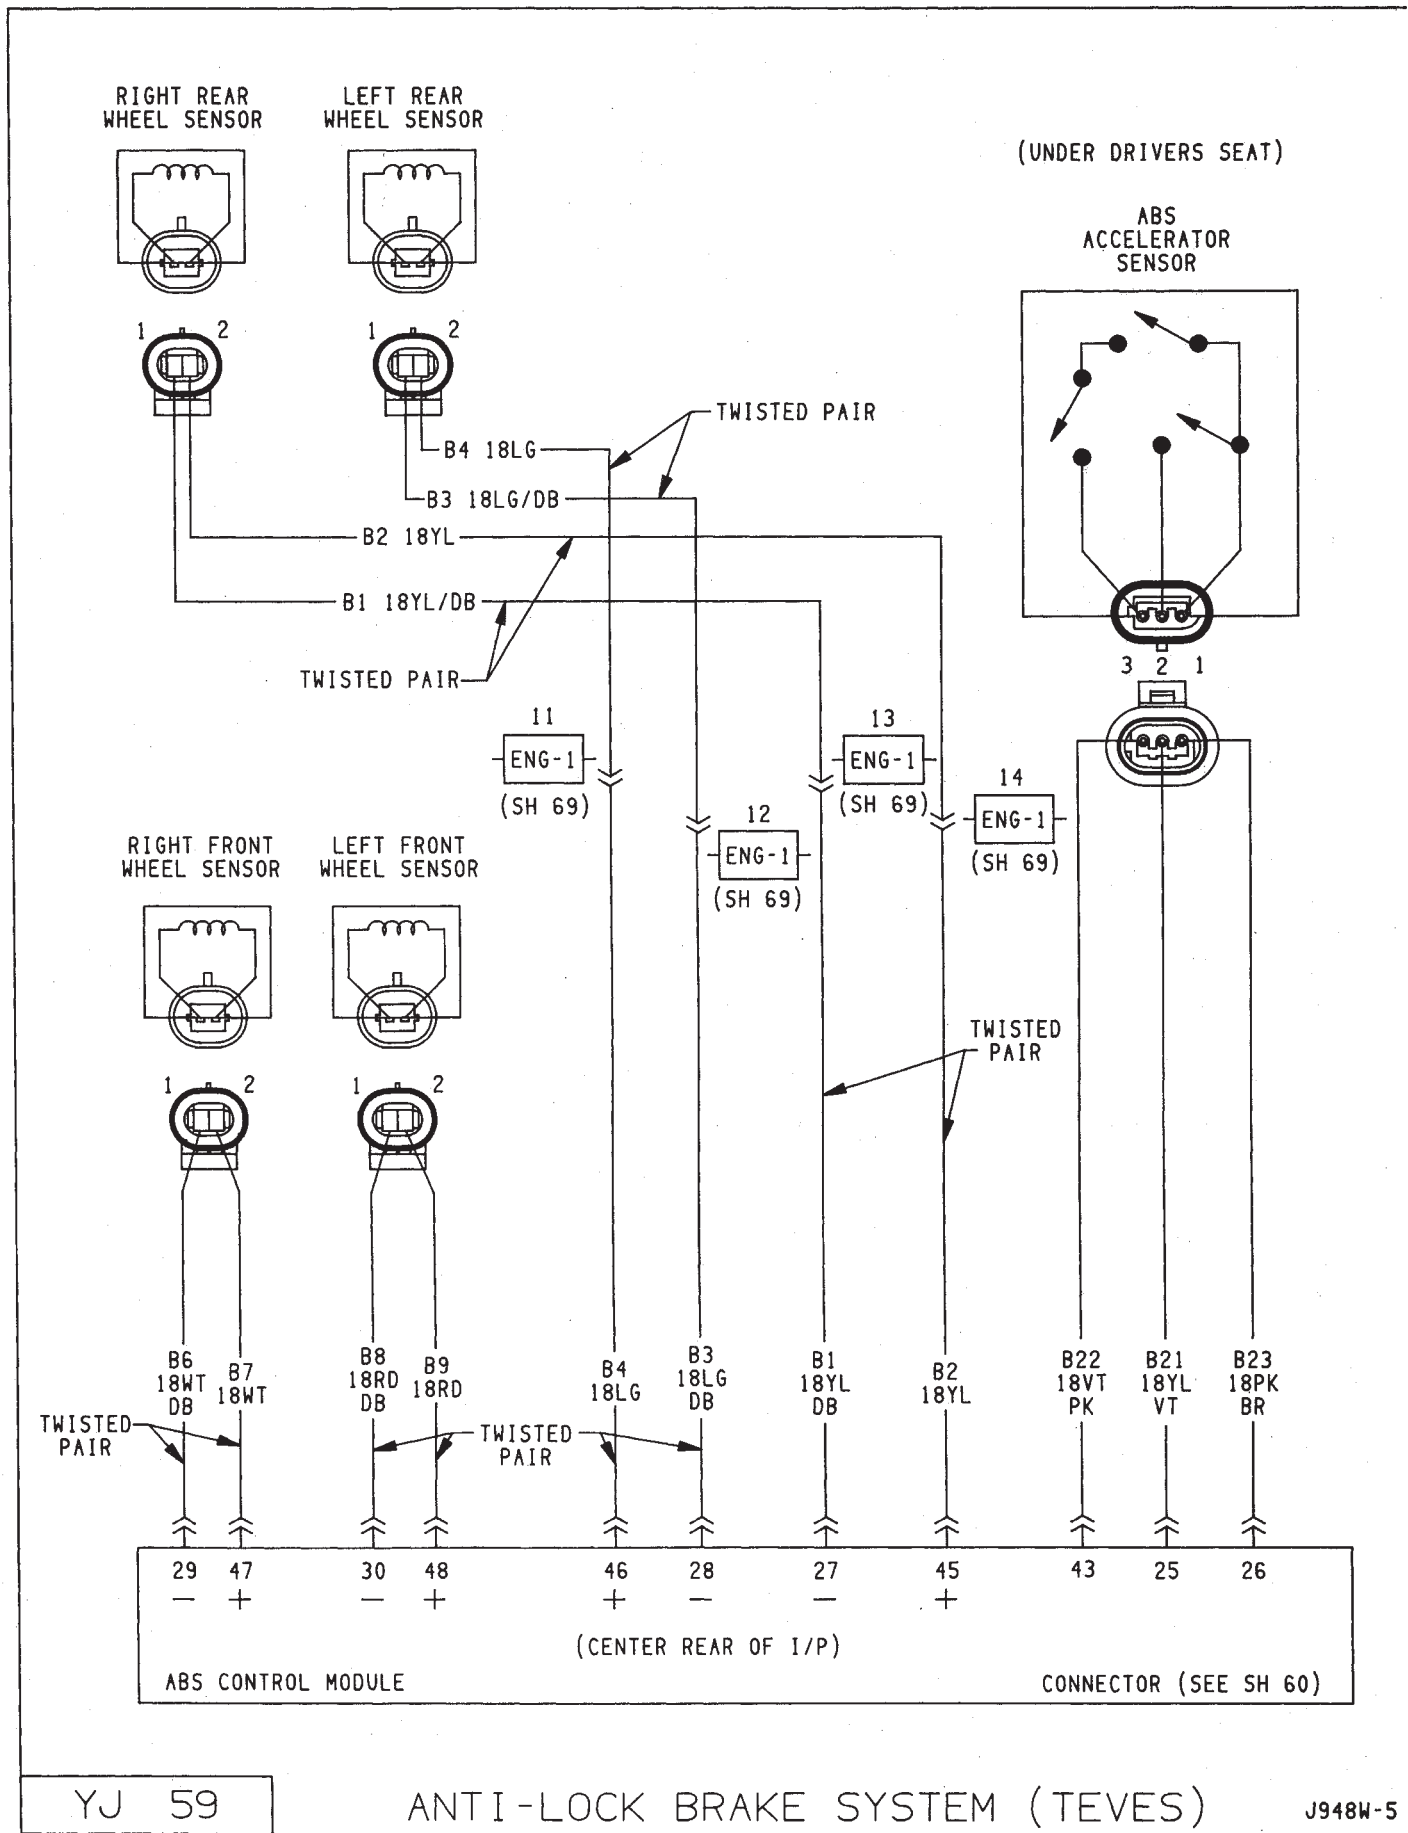 RIGHT REAR
WHEEL SENSOR
LEFT REAR
WHEEL SENSOR
(UNDER DRIVERS SEAT)
ABS
ACCELERATOR
SENSOR
1 2
1 2
TWISTED PAIR
B4 18LG
B3 18LG/DB
B2 18YL
B1 18YL/DB
TWISTED PAIR
3 2 1
11
ENG-1
(SH 69)
13
ENG-1
(SH 69)
14
ENG-1
(SH 69)
12
ENG-1
(SH 69)
RIGHT FRONT
WHEEL SENSOR
LEFT FRONT
WHEEL SENSOR
TWISTED
PAIR
1 2
1 2
B6
18WT
DB
B7
18WT
B8
18RD
DB
B9
18RD
B4
18LG
B3
18LG
DB
B1
18YL
DB
B2
18YL
B22
18VT
PK
B21
18YL
VT
B23
18PK
BR
TWISTED
PAIR
TWISTED
PAIR
29 47 30 48 46 28 27 45 43 25 26
− + − + + − − +
(CENTER REAR OF I/P)
ABS CONTROL MODULE
CONNECTOR (SEE SH 60)
YJ 59
ANTI-LOCK BRAKE SYSTEM (TEVES)
J948W-5